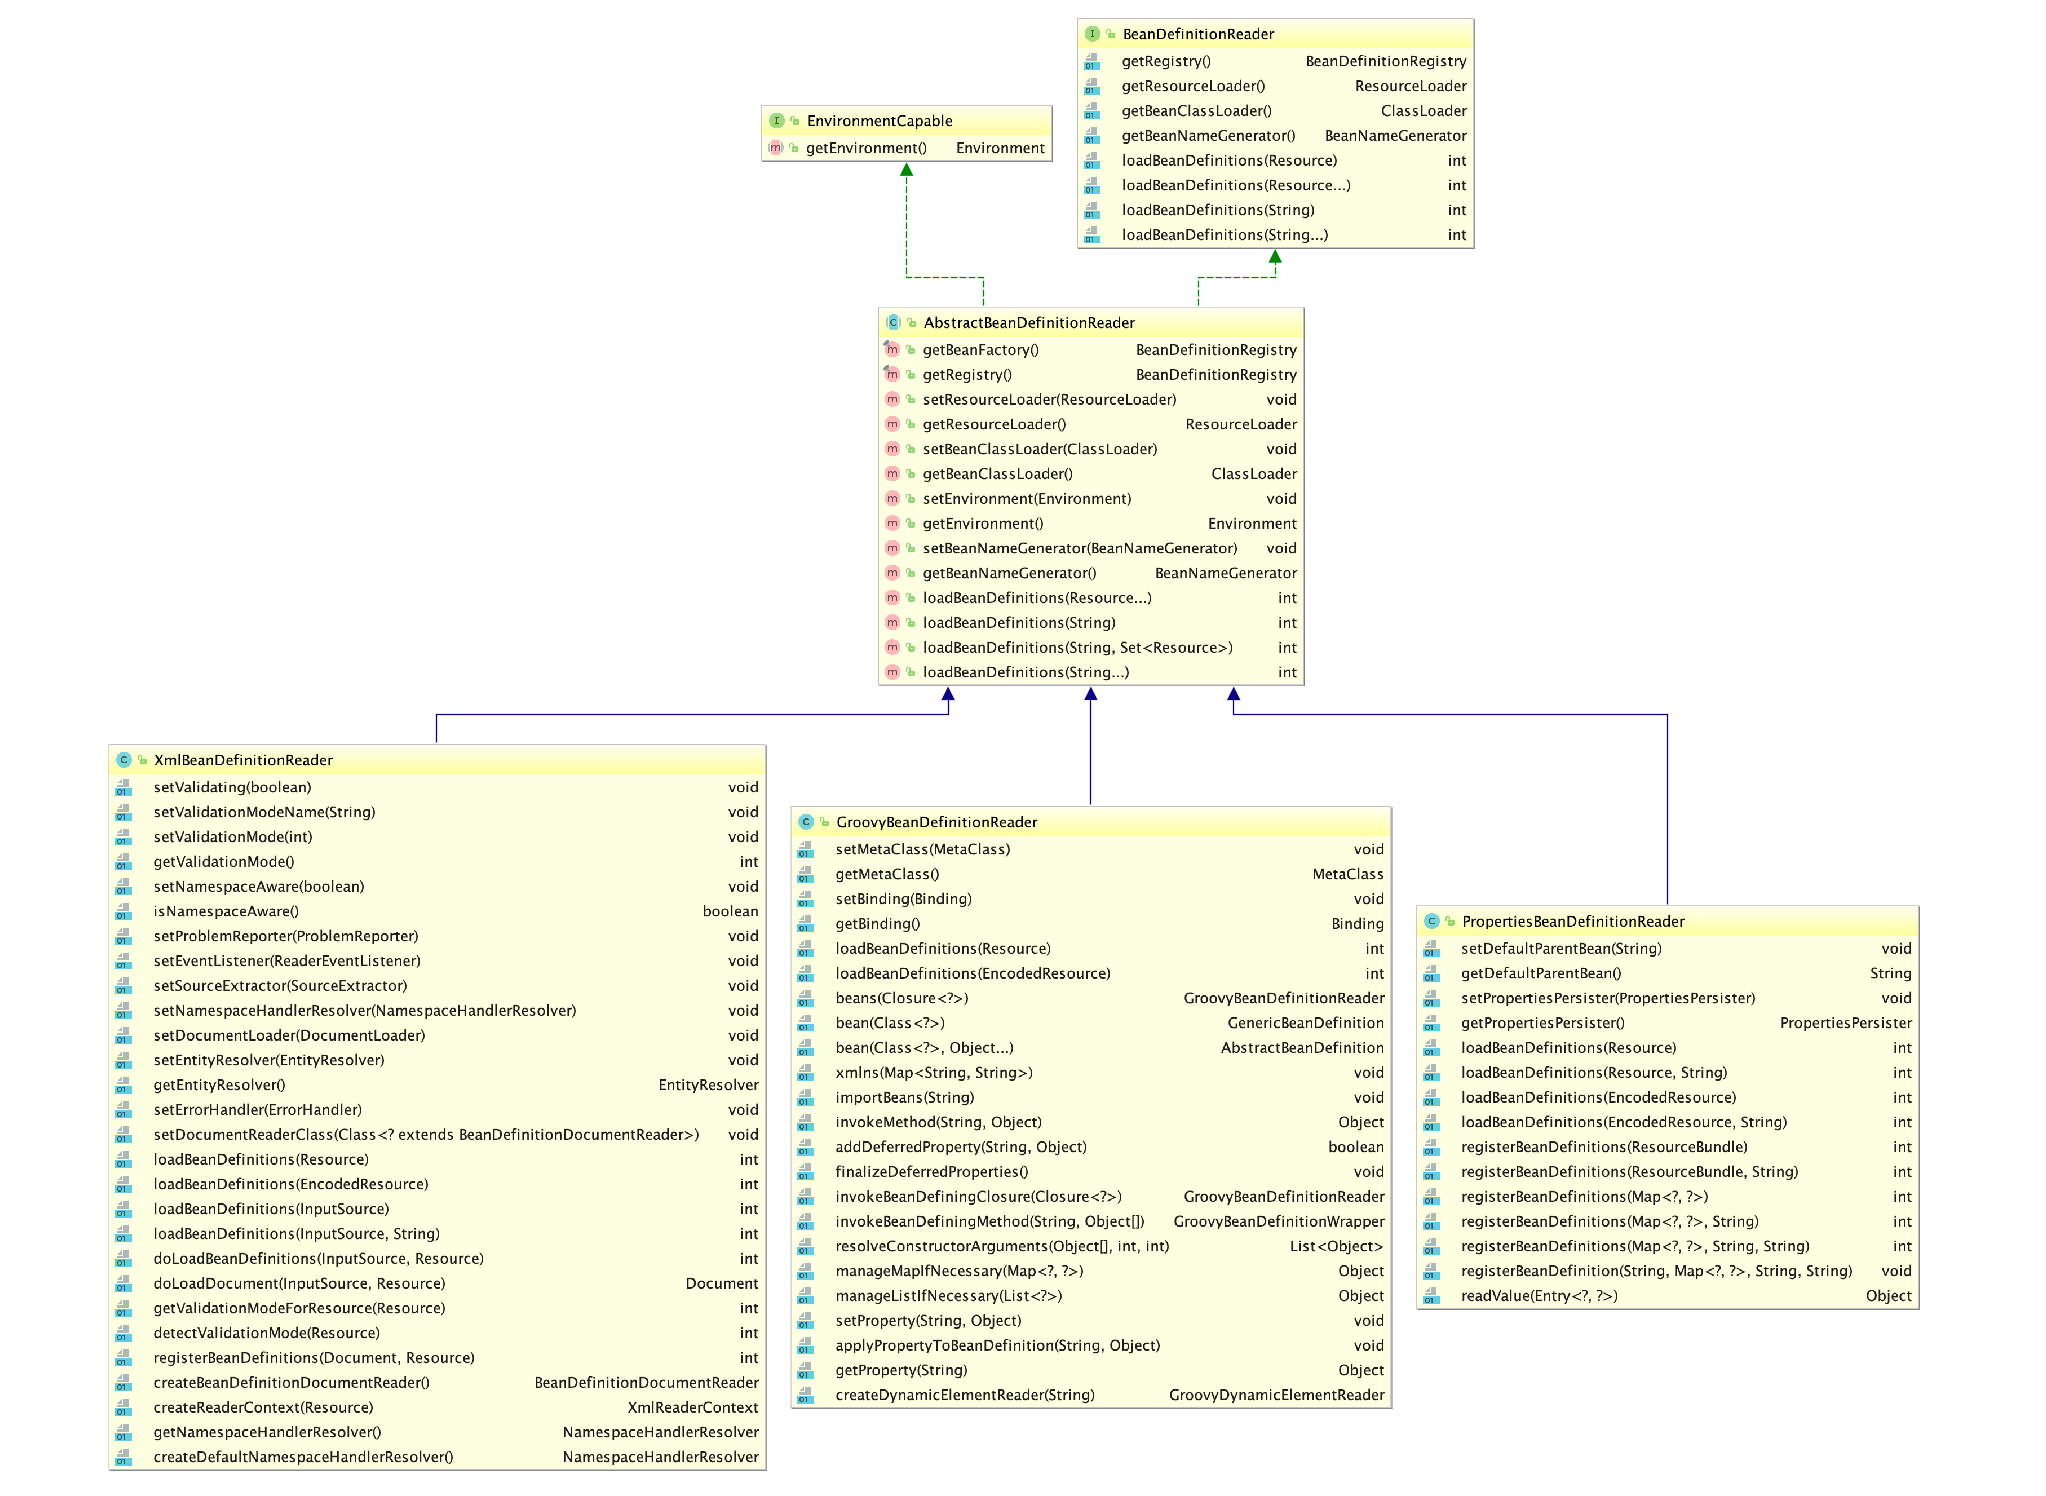 BeanDefinitionReader
getRegistry() BeanDefinitionRegistry
getResourceLoader() ResourceLoader
getBeanClassLoader() ClassLoader
getBeanNameGenerator() BeanNameGenerator
loadBeanDefinitions(Resource) int
loadBeanDefinitions(Resource...) int
loadBeanDefinitions(String) int
loadBeanDefinitions(String...) int
EnvironmentCapable
getEnvironment() Environment
AbstractBeanDefinitionReader
getBeanFactory() BeanDefinitionRegistry
getRegistry() BeanDefinitionRegistry
setResourceLoader(ResourceLoader) void
getResourceLoader() ResourceLoader
setBeanClassLoader(ClassLoader) void
getBeanClassLoader() ClassLoader
setEnvironment(Environment) void
getEnvironment() Environment
setBeanNameGenerator(BeanNameGenerator) void
getBeanNameGenerator() BeanNameGenerator
loadBeanDefinitions(Resource...) int
loadBeanDefinitions(String) int
loadBeanDefinitions(String, Set<Resource>) int
loadBeanDefinitions(String...) int
XmlBeanDefinitionReader
setValidating(boolean) void
setValidationModeName(String) void
setValidationMode(int) void
getValidationMode() int
setNamespaceAware(boolean) void
isNamespaceAware() boolean
setProblemReporter(ProblemReporter) void
setEventListener(ReaderEventListener) void
setSourceExtractor(SourceExtractor) void
setNamespaceHandlerResolver(NamespaceHandlerResolver) void
setDocumentLoader(DocumentLoader) void
setEntityResolver(EntityResolver) void
getEntityResolver() EntityResolver
setErrorHandler(ErrorHandler) void
setDocumentReaderClass(Class<? extends BeanDefinitionDocumentReader>) void
loadBeanDefinitions(Resource) int
loadBeanDefinitions(EncodedResource) int
loadBeanDefinitions(InputSource) int
loadBeanDefinitions(InputSource, String) int
doLoadBeanDefinitions(InputSource, Resource) int
doLoadDocument(InputSource, Resource) Document
getValidationModeForResource(Resource) int
detectValidationMode(Resource) int
registerBeanDefinitions(Document, Resource) int
createBeanDefinitionDocumentReader() BeanDefinitionDocumentReader
createReaderContext(Resource) XmlReaderContext
getNamespaceHandlerResolver() NamespaceHandlerResolver
createDefaultNamespaceHandlerResolver() NamespaceHandlerResolver
GroovyBeanDefinitionReader
setMetaClass(MetaClass) void
getMetaClass() MetaClass
setBinding(Binding) void
getBinding() Binding
loadBeanDefinitions(Resource) int
loadBeanDefinitions(EncodedResource) int
beans(Closure<?>) GroovyBeanDefinitionReader
bean(Class<?>) GenericBeanDefinition
bean(Class<?>, Object...) AbstractBeanDefinition
xmlns(Map<String, String>) void
importBeans(String) void
invokeMethod(String, Object) Object
addDeferredProperty(String, Object) boolean
finalizeDeferredProperties() void
invokeBeanDefiningClosure(Closure<?>) GroovyBeanDefinitionReader
invokeBeanDefiningMethod(String, Object[]) GroovyBeanDefinitionWrapper
resolveConstructorArguments(Object[], int, int) List<Object>
manageMapIfNecessary(Map<?, ?>) Object
manageListIfNecessary(List<?>) Object
setProperty(String, Object) void
applyPropertyToBeanDefinition(String, Object) void
getProperty(String) Object
createDynamicElementReader(String) GroovyDynamicElementReader
PropertiesBeanDefinitionReader
setDefaultParentBean(String) void
getDefaultParentBean() String
setPropertiesPersister(PropertiesPersister) void
getPropertiesPersister() PropertiesPersister
loadBeanDefinitions(Resource) int
loadBeanDefinitions(Resource, String) int
loadBeanDefinitions(EncodedResource) int
loadBeanDefinitions(EncodedResource, String) int
registerBeanDefinitions(ResourceBundle) int
registerBeanDefinitions(ResourceBundle, String) int
registerBeanDefinitions(Map<?, ?>) int
registerBeanDefinitions(Map<?, ?>, String) int
registerBeanDefinitions(Map<?, ?>, String, String) int
registerBeanDefinition(String, Map<?, ?>, String, String) void
readValue(Entry<?, ?>) Object